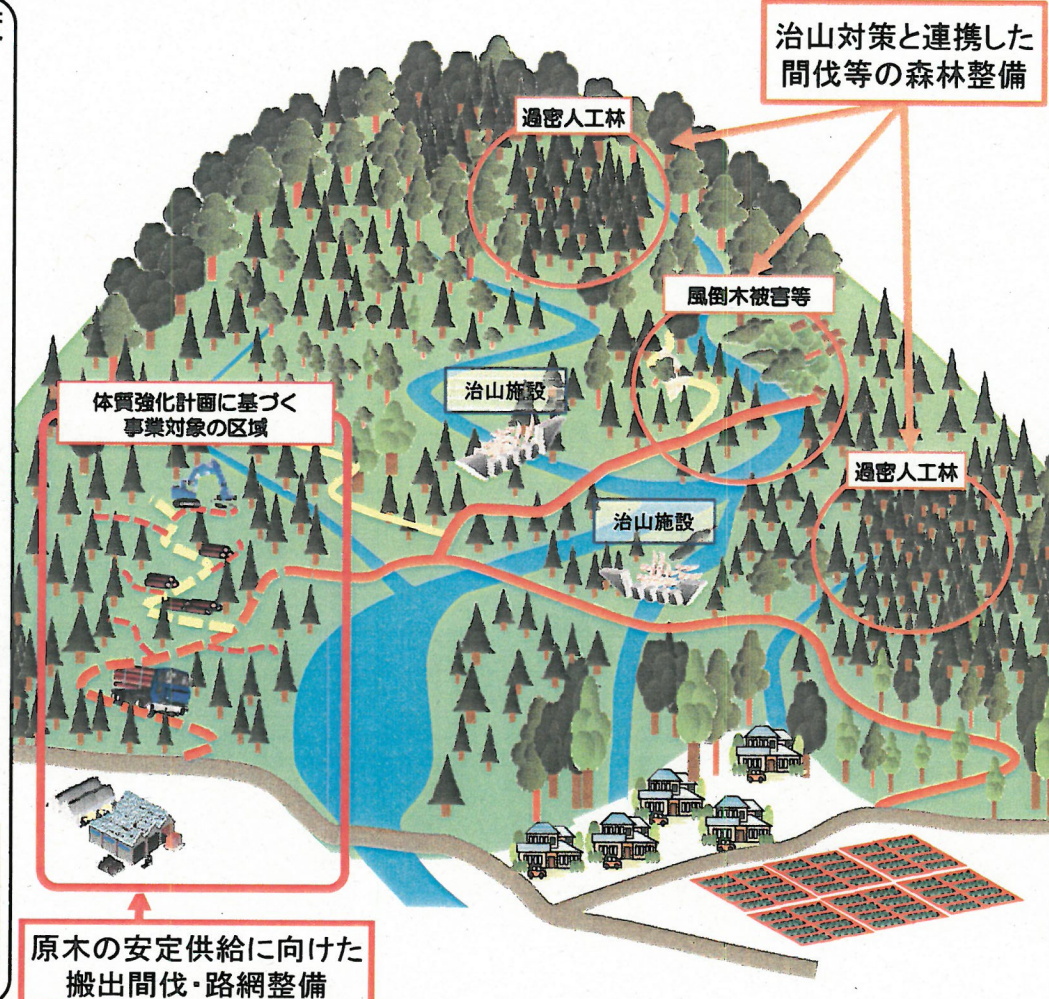 治山対策と連携した
間伐等の森林整備
過密人工林
風倒木被害等
治山施設
体質強化計画に基づく
事業対象の区域
過密人工林
治山施設
原木の安定供給に向けた
搬出間伐・路網整備